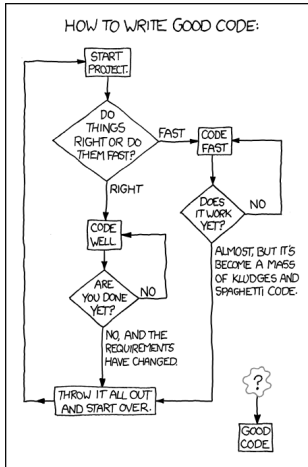 HOW TO WRITE GOOD CODE:
START
PROJECT.
DO
THINGS
RIGHT OR DO
THEM FAST?
FAST
CODE
FAST
RIGHT
DOES
IT WORK
YET?
NO
CODE
WELL
ALMOST, BUT IT'S
BECOME A MASS
OF KLUDGES AND
SPAGHETTI CODE.
ARE
YOU DONE
YET?
NO
NO, AND THE
REQUIREMENTS
HAVE CHANGED.
THROW IT ALL OUT
AND START OVER.
?
GOOD
CODE